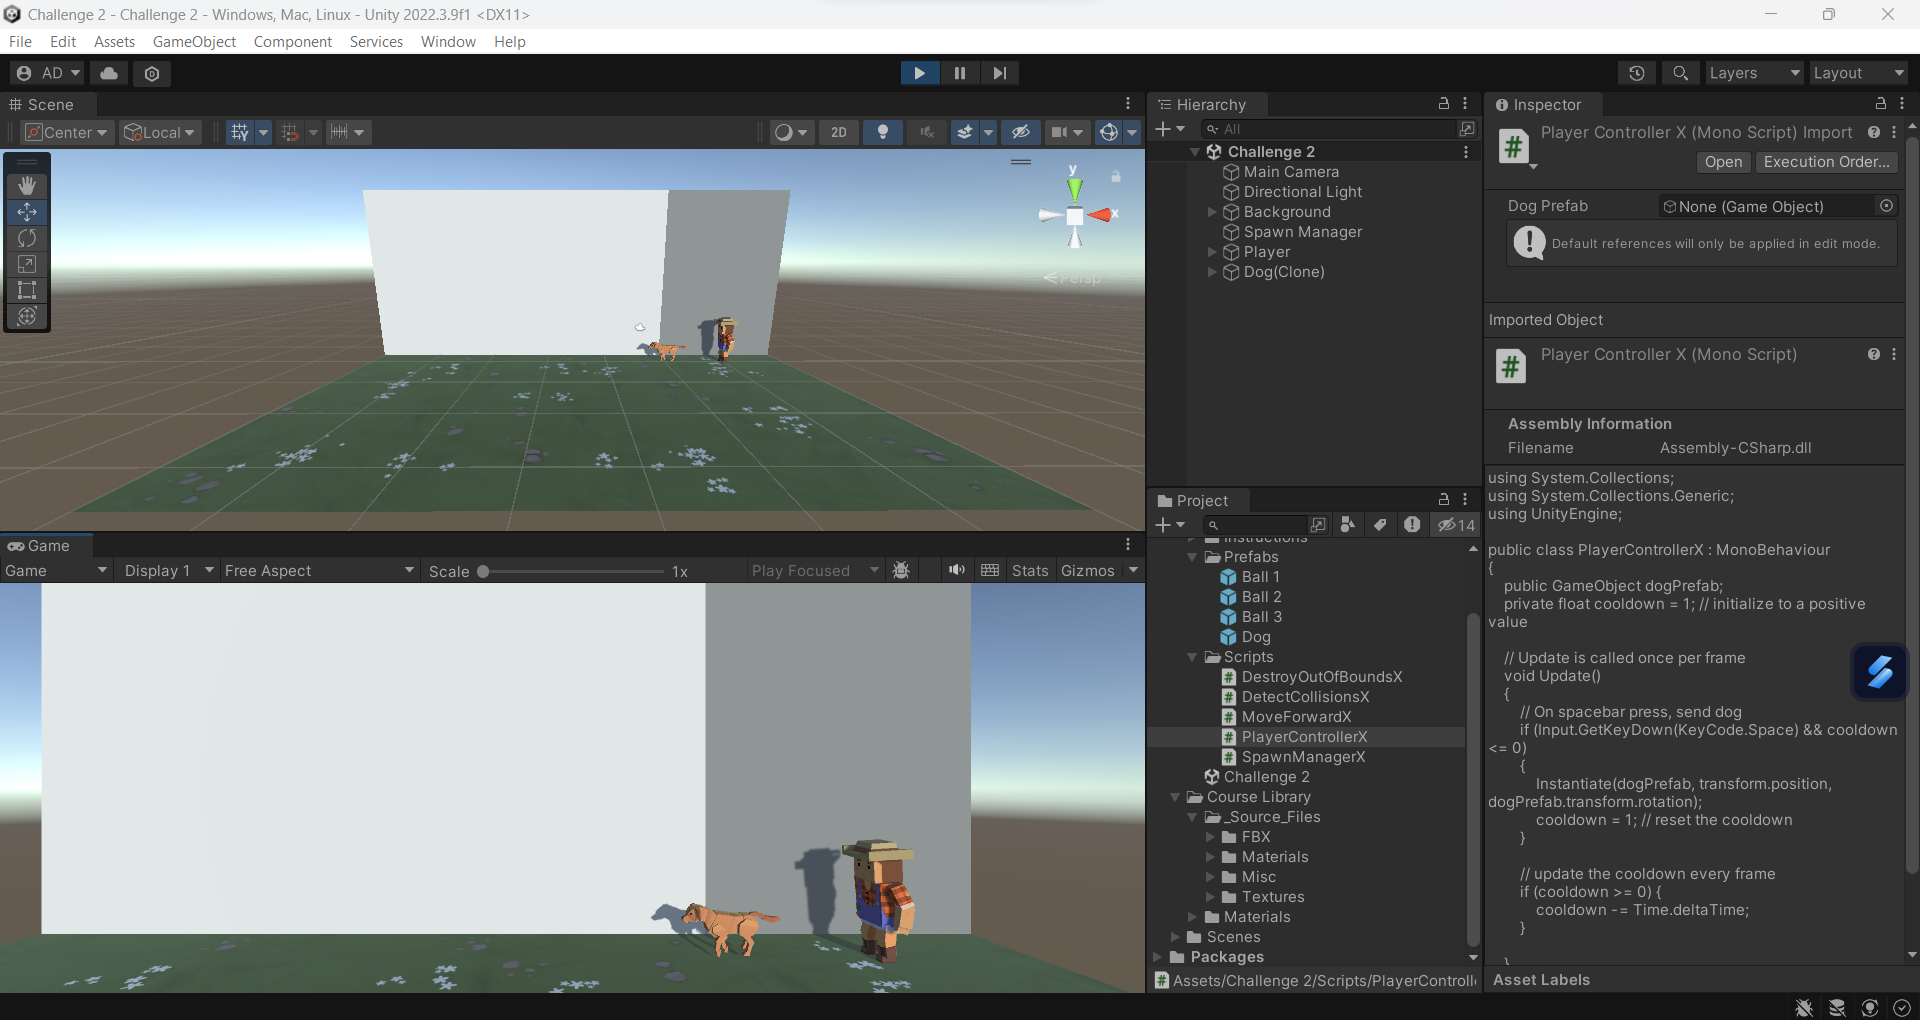 Challenge 2 - Challenge 2 - Windows, Mac, Linux - Unity 2022.3.9f1 <DX11>
File Edit Assets GameObject Component Services Window Help
AD
Layers Layout
Scene
Center Local 2D
y
x
Persp
Game
Game Display 1 Free Aspect Scale 1x Play Focused Stats Gizmos
Hierarchy
All
Challenge 2
Main Camera
Directional Light
Background
Spawn Manager
Player
Dog(Clone)
Project
14
Instructions
Prefabs
Ball 1
Ball 2
Ball 3
Dog
Scripts
DestroyOutOfBoundsX
DetectCollisionsX
MoveForwardX
PlayerControllerX
SpawnManagerX
Challenge 2
Course Library
_Source_Files
FBX
Materials
Misc
Textures
Materials
Scenes
Packages
Assets/Challenge 2/Scripts/PlayerControll
Inspector
Player Controller X (Mono Script) Import
Open Execution Order...
Dog Prefab None (Game Object)
Default references will only be applied in edit mode.
Imported Object
Player Controller X (Mono Script)
Assembly Information
Filename Assembly-CSharp.dll
using System.Collections;
using System.Collections.Generic;
using UnityEngine;
public class PlayerControllerX : MonoBehaviour
{
public GameObject dogPrefab;
private float cooldown = 1; // initialize to a positive
value
// Update is called once per frame
void Update()
{
// On spacebar press, send dog
if (Input.GetKeyDown(KeyCode.Space) && cooldown
<= 0)
{
Instantiate(dogPrefab, transform.position,
dogPrefab.transform.rotation);
cooldown = 1; // reset the cooldown
}
// update the cooldown every frame
if (cooldown >= 0) {
cooldown -= Time.deltaTime;
}
}
Asset Labels